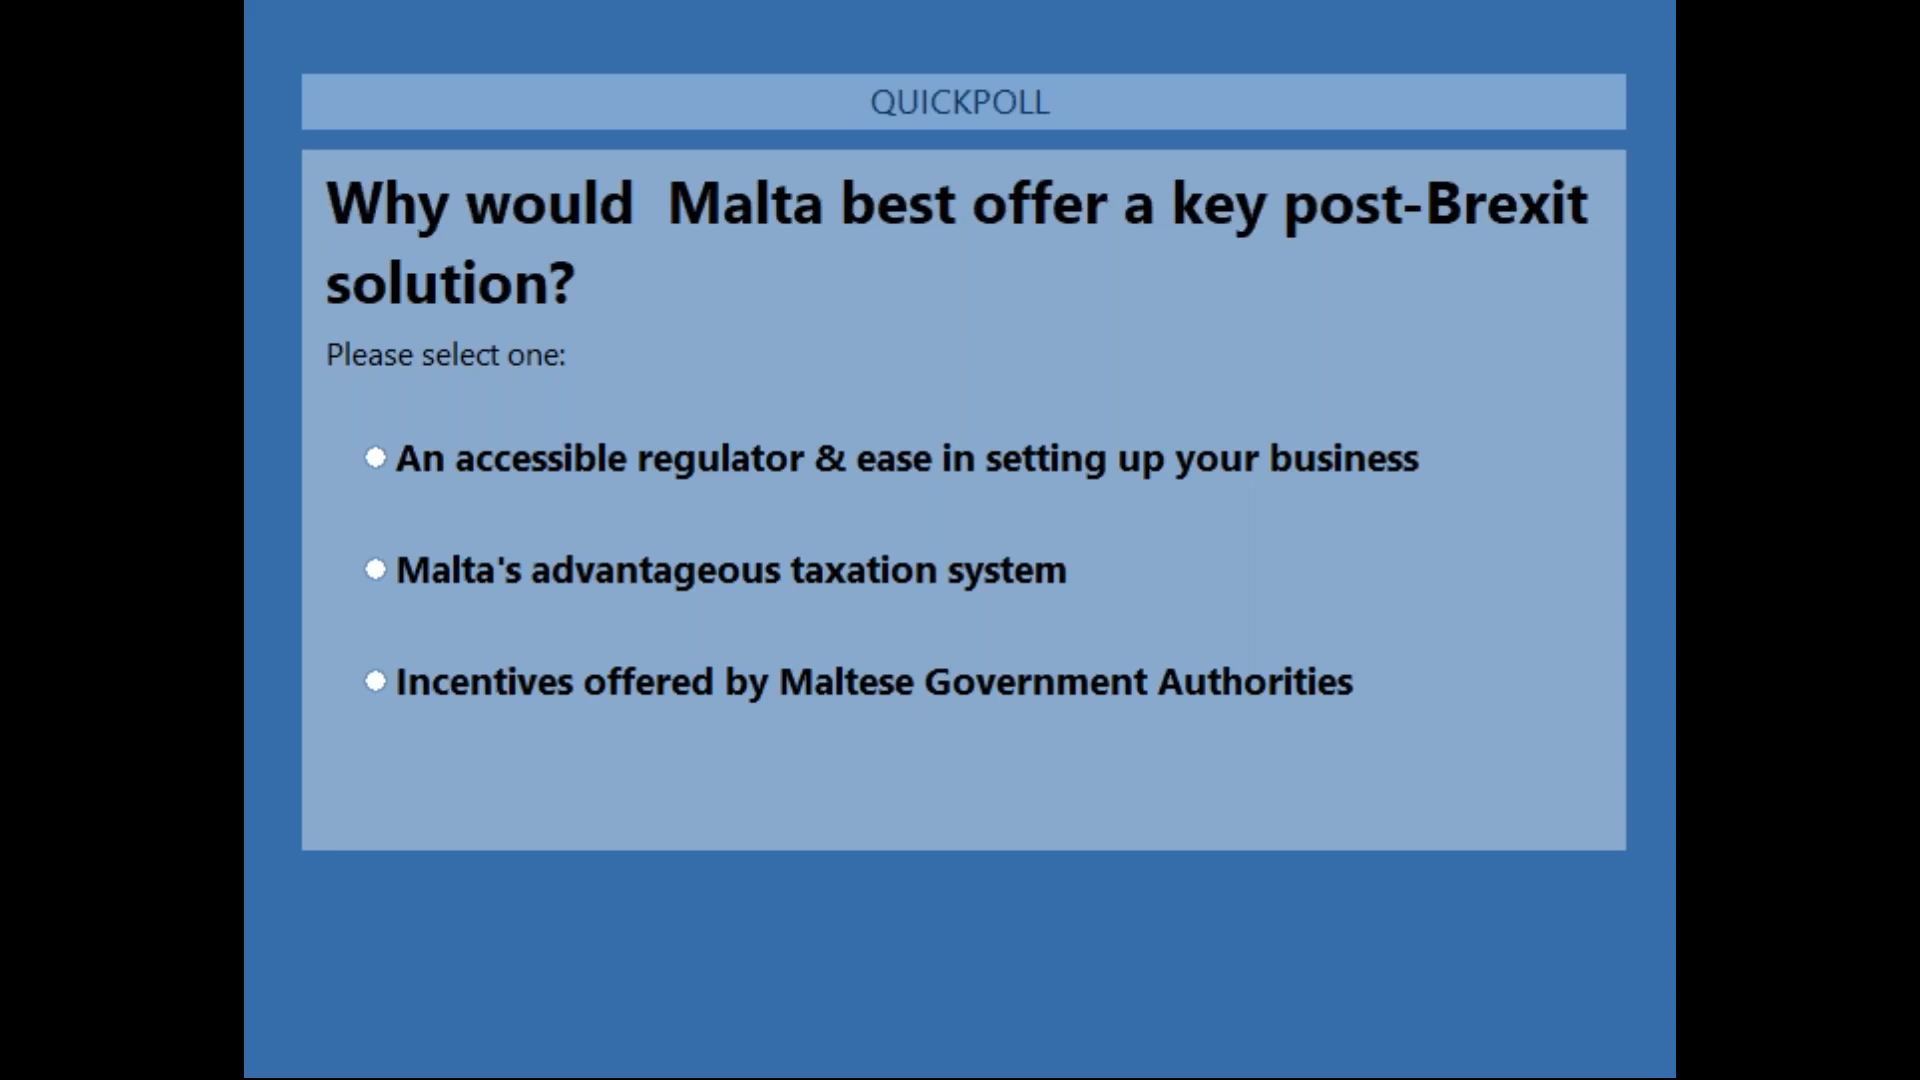 QUICKPOLL
Why would  Malta best offer a key post-Brexit
solution?
Please select one:
An accessible regulator & ease in setting up your business
Malta's advantageous taxation system
Incentives offered by Maltese Government Authorities